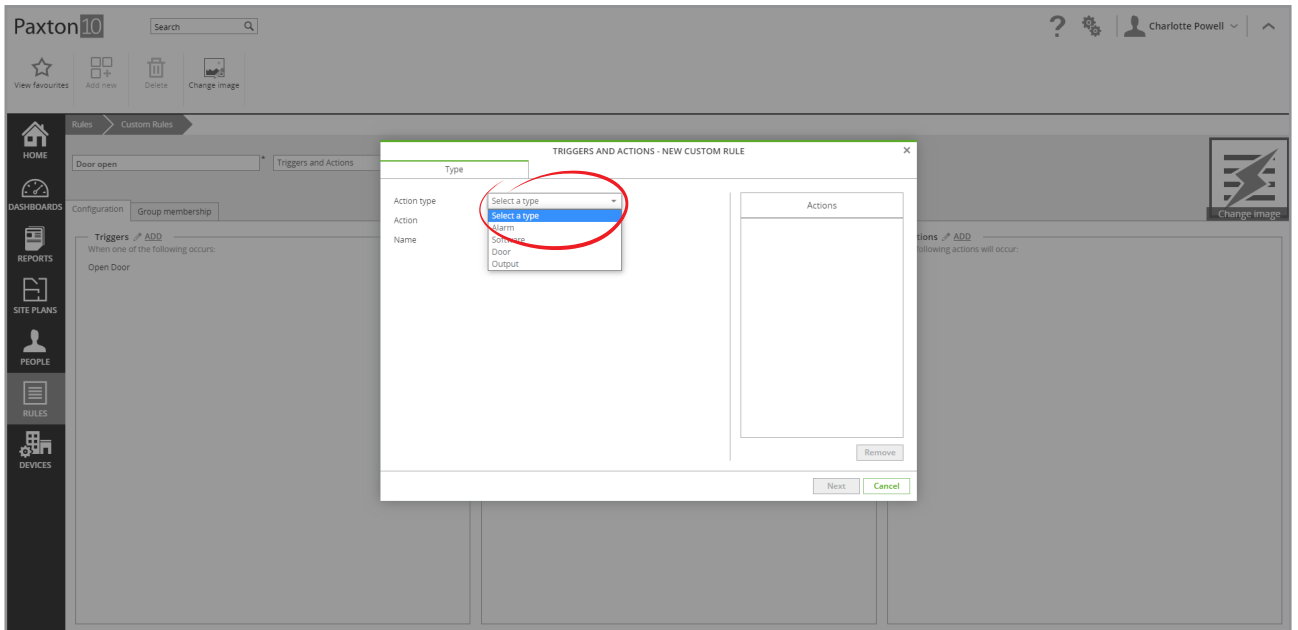 Paxton10
Search
Charlotte Powell
View favourites
Add new
Delete
Change image
Rules
Custom Rules
Door open
*
Triggers and Actions
Change image
Configuration
Group membership
Triggers ADD
When one of the following occurs:
Open Door
tions ADD
following actions will occur:
HOME
DASHBOARDS
REPORTS
SITE PLANS
PEOPLE
RULES
DEVICES
TRIGGERS AND ACTIONS - NEW CUSTOM RULE
Type
Action type
Select a type
Select a type
Alarm
Software
Door
Output
Action
Name
Actions
Remove
Next
Cancel